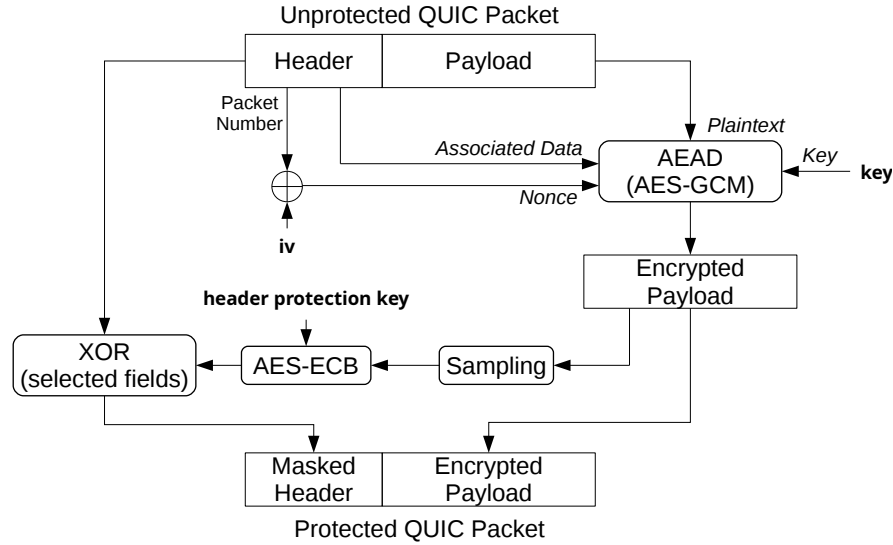 Unprotected QUIC Packet
Header
Payload
Packet
Number
Plaintext
Associated Data
AEAD
(AES-GCM)
Key
key
Nonce
iv
Encrypted
Payload
header protection key
XOR
(selected fields)
AES-ECB
Sampling
Masked
Header
Encrypted
Payload
Protected QUIC Packet